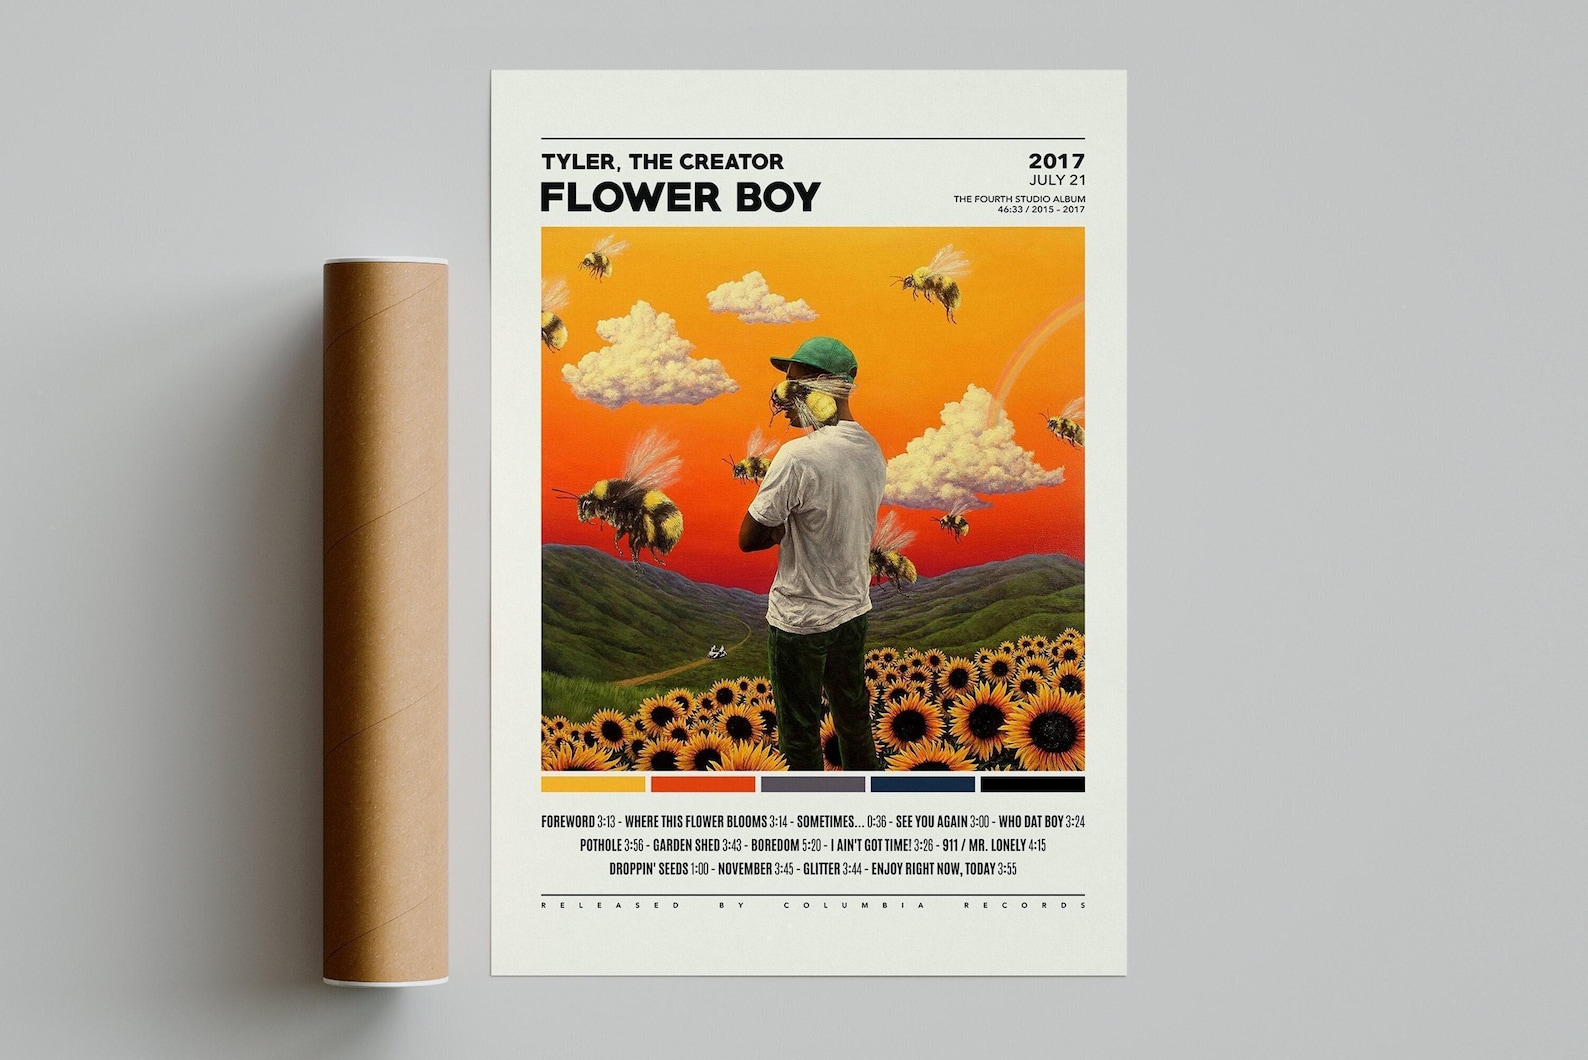 TYLER, THE CREATOR
FLOWER BOY
2017
JULY 21
THE FOURTH STUDIO ALBUM
46:33 / 2015 - 2017
FOREWORD 3:13 - WHERE THIS FLOWER BLOOMS 3:14 - SOMETIMES... 0:36 - SEE YOU AGAIN 3:00 - WHO DAT BOY 3:24
POTHOLE 3:56 - GARDEN SHED 3:43 - BOREDOM 5:20 - I AIN'T GOT TIME! 3:26 - 911 / MR. LONELY 4:15
DROPPIN' SEEDS 1:00 - NOVEMBER 3:45 - GLITTER 3:44 - ENJOY RIGHT NOW, TODAY 3:55
RELEASED BY COLUMBIA RECORDS